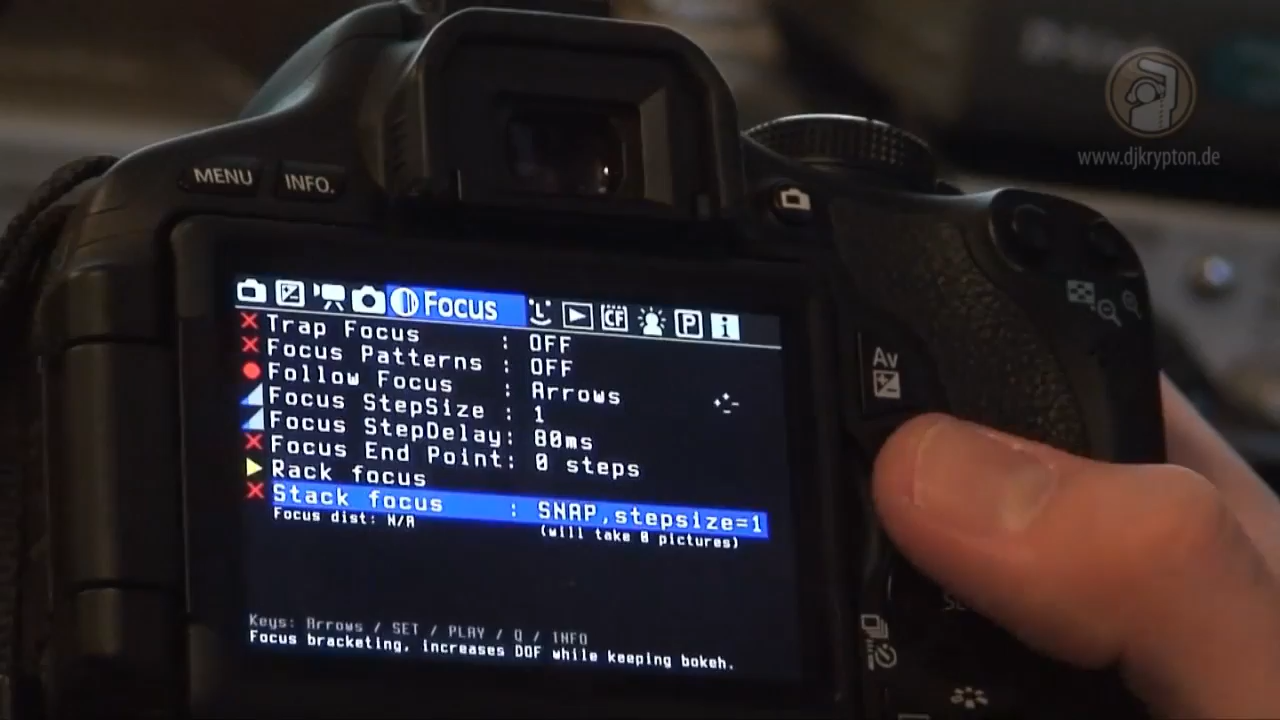 www.djkrypton.de
MENU
INFO.
Focus
CF
P
i
Trap Focus : OFF
Focus Patterns : OFF
Follow Focus : Arrows
Focus StepSize : 1
Focus StepDelay: 80ms
Focus End Point: 0 steps
Rack focus
Stack focus : SNAP,stepsize=1
Focus dist: N/A (will take 0 pictures)
Keys: Arrows / SET / PLAY / Q / INFO
Focus bracketing, increases DOF while keeping bokeh.
Av